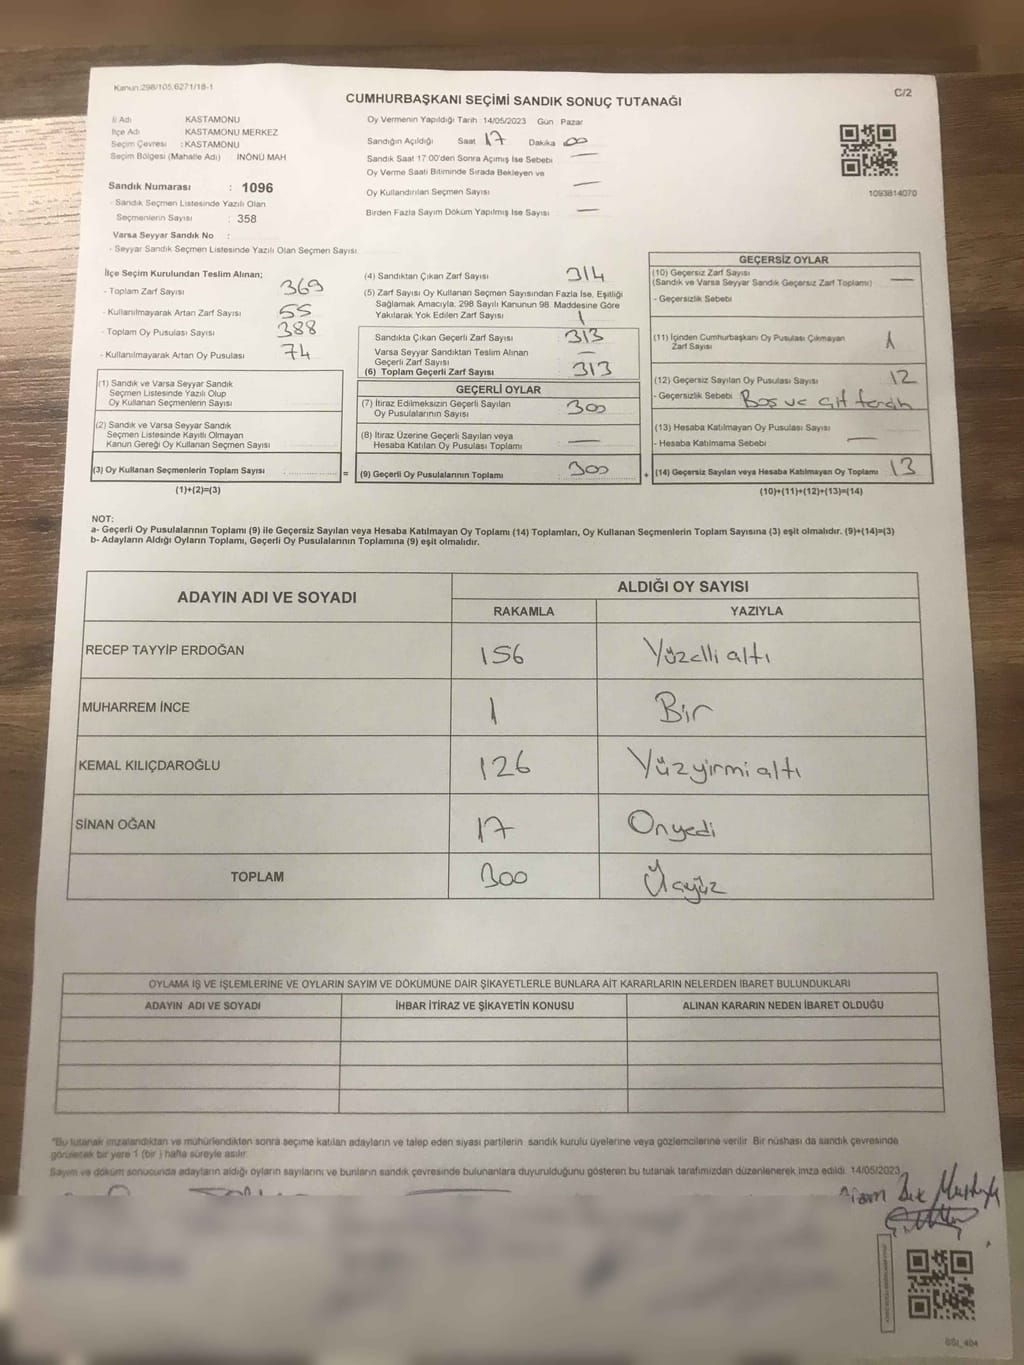 Kanun:298/105,6271/18-1
C/2
CUMHURBAŞKANI SEÇİMİ SANDIK SONUÇ TUTANAĞI
İl Adı KASTAMONU
İlçe Adı KASTAMONU MERKEZ
Seçim Çevresi : KASTAMONU
Seçim Bölgesi (Mahalle Adı) İNÖNÜ MAH
Sandık Numarası : 1096
- Sandık Seçmen Listesinde Yazılı Olan
Seçmenlerin Sayısı : 358
Varsa Seyyar Sandık No :
- Seyyar Sandık Seçmen Listesinde Yazılı Olan Seçmen Sayısı
Oy Vermenin Yapıldığı Tarih :14/05/2023 Gün : Pazar
Sandığın Açıldığı Saat 17 Dakika 00
Sandık Saat 17:00'den Sonra Açımış İse Sebebi —
Oy Verme Saati Bitiminde Sırada Bekleyen ve
Oy Kullandırılan Seçmen Sayısı —
Birden Fazla Sayım Döküm Yapılmış İse Sayısı —
1093814070
İlçe Seçim Kurulundan Teslim Alınan;
- Toplam Zarf Sayısı 369
- Kullanılmayarak Artan Zarf Sayısı 55
- Toplam Oy Pusulası Sayısı 388
- Kullanılmayarak Artan Oy Pusulası 74
(1) Sandık ve Varsa Seyyar Sandık
Seçmen Listesinde Yazılı Olup
Oy Kullanan Seçmenlerin Sayısı
(2) Sandık ve Varsa Seyyar Sandık
Seçmen Listesinde Kayıtlı Olmayan
Kanun Gereği Oy Kullanan Seçmen Sayısı
(3) Oy Kullanan Seçmenlerin Toplam Sayısı =
(1)+(2)=(3)
(4) Sandıktan Çıkan Zarf Sayısı 314
(5) Zarf Sayısı Oy Kullanan Seçmen Sayısından Fazla İse, Eşitliği
Sağlamak Amacıyla, 298 Sayılı Kanunun 98. Maddesine Göre
Yakılarak Yok Edilen Zarf Sayısı 1
Sandıkta Çıkan Geçerli Zarf Sayısı 313
Varsa Seyyar Sandıktan Teslim Alınan
Geçerli Zarf Sayısı —
(6) Toplam Geçerli Zarf Sayısı 313
GEÇERLİ OYLAR
(7) İtiraz Edilmeksizin Geçerli Sayılan
Oy Pusulalarının Sayısı 300
(8) İtiraz Üzerine Geçerli Sayılan veya
Hesaba Katılan Oy Pusulası Toplamı —
(9) Geçerli Oy Pusulalarının Toplamı 300 +
GEÇERSİZ OYLAR
(10) Geçersiz Zarf Sayısı
(Sandık ve Varsa Seyyar Sandık Geçersiz Zarf Toplamı) —
- Geçersizlik Sebebi
(11) İçinden Cumhurbaşkanı Oy Pusulası Çıkmayan
Zarf Sayısı 1
(12) Geçersiz Sayılan Oy Pusulası Sayısı 12
- Geçersizlik Sebebi Boş ve çift tercih
(13) Hesaba Katılmayan Oy Pusulası Sayısı
- Hesaba Katılmama Sebebi —
(14) Geçersiz Sayılan veya Hesaba Katılmayan Oy Toplamı 13
(10)+(11)+(12)+(13)=(14)
NOT:
a- Geçerli Oy Pusulalarının Toplamı (9) ile Geçersiz Sayılan veya Hesaba Katılmayan Oy Toplamı (14) Toplamları, Oy Kullanan Seçmenlerin Toplam Sayısına (3) eşit olmalıdır. (9)+(14)=(3)
b- Adayların Aldığı Oyların Toplamı, Geçerli Oy Pusulalarının Toplamına (9) eşit olmalıdır.
ADAYIN ADI VE SOYADI ALDIĞI OY SAYISI
RAKAMLA YAZIYLA
RECEP TAYYİP ERDOĞAN 156 Yüzelli altı
MUHARREM İNCE 1 Bir
KEMAL KILIÇDAROĞLU 126 Yüzyirmi altı
SİNAN OĞAN 17 Onyedi
TOPLAM 300 Üçyüz
OYLAMA İŞ VE İŞLEMLERİNE VE OYLARIN SAYIM VE DÖKÜMÜNE DAİR ŞİKAYETLERLE BUNLARA AİT KARARLARIN NELERDEN İBARET BULUNDUKLARI
ADAYIN ADI VE SOYADI İHBAR İTİRAZ VE ŞİKAYETİN KONUSU ALINAN KARARIN NEDEN İBARET OLDUĞU
*Bu tutanak imzalandıktan ve mühürlendikten sonra seçime katılan adayların ve talep eden siyasi partilerin sandık kurulu üyelerine veya gözlemcilerine verilir. Bir nüshası da sandık çevresinde
görülecek bir yere 1 (bir ) hafta süreyle asılır.
Sayım ve döküm sonucunda adayların aldığı oyların sayılarını ve bunların sandık çevresinde bulunanlara duyurulduğunu gösteren bu tutanak tarafımızdan düzenlenerek imza edildi. 14/05/2023